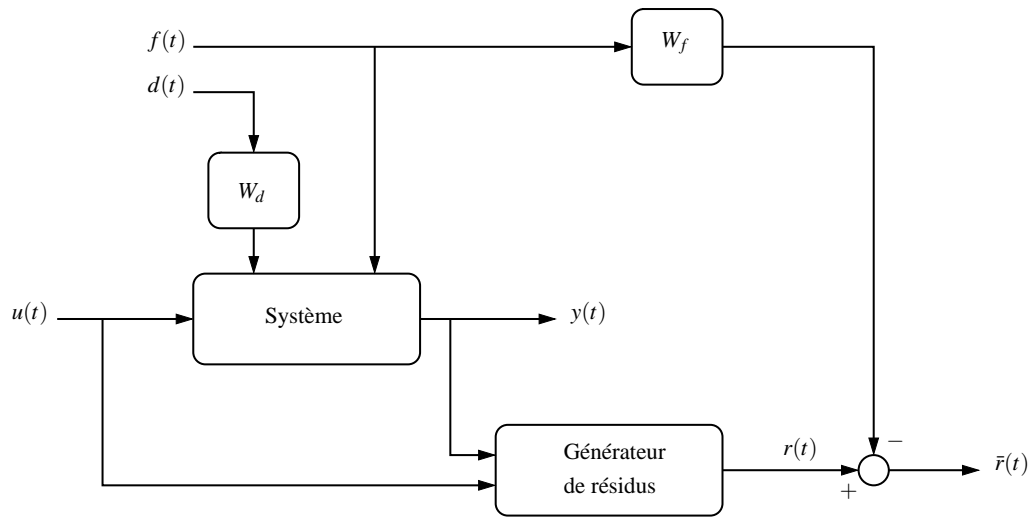 f(t)
W_f
d(t)
W_d
u(t)
Système
y(t)
−
Générateur
de résidus
r(t)
+
r̄(t)